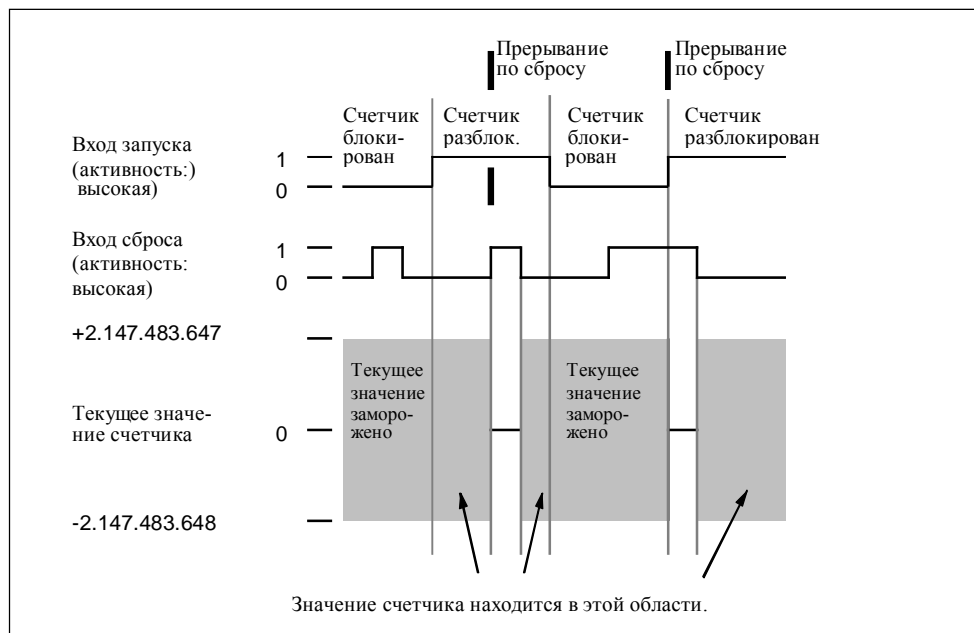 Прерывание
по сбросу
Прерывание
по сбросу
Счетчик
блоки-
рован
Счетчик
разблок.
Счетчик
блоки-
рован
Счетчик
разблокирован
Вход запуска
(активность:)
высокая)
1
0
Вход сброса
(активность:
высокая)
1
0
+2.147.483.647
Текущее
значение
заморо-
жено
Текущее
значение
заморо-
жено
Текущее значе-
ние счетчика
0
-2.147.483.648
Значение счетчика находится в этой области.